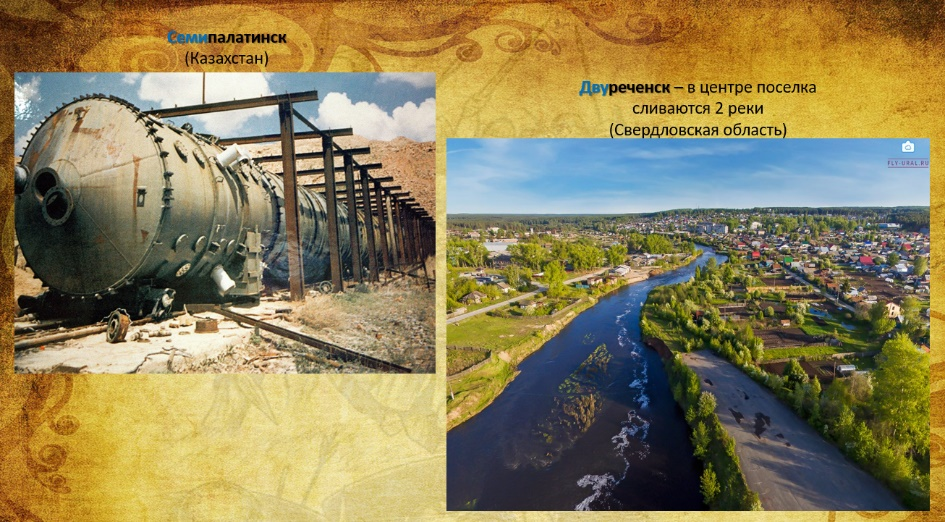 Семипалатинск
(Казахстан)
Двуреченск – в центре поселка
сливаются 2 реки
(Свердловская область)
FLY-URAL.RU